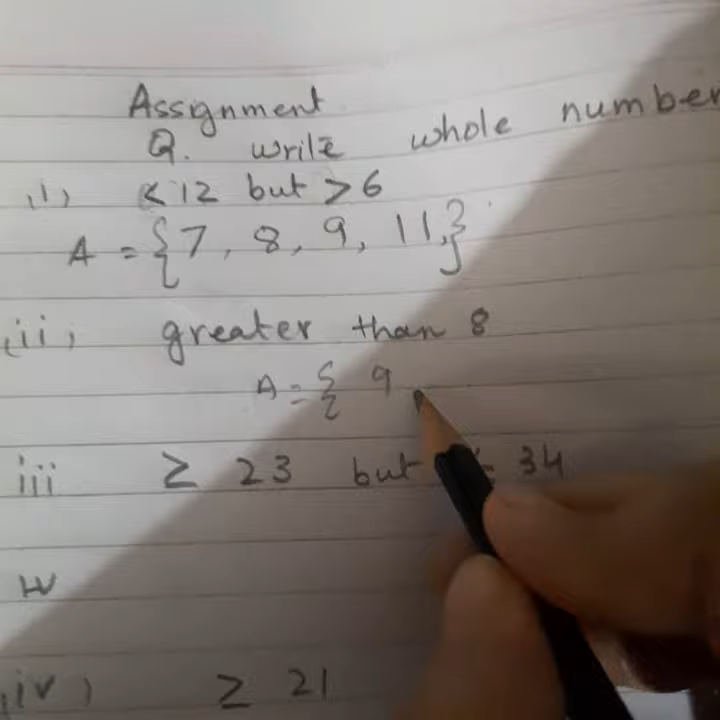 Assignment
Q. write whole number
(i) < 12 but > 6
A = {7, 8, 9, 11,}
(ii) greater than 8
A = { 9
iii ≥ 23 but 34
iv
(iv) ≥ 21